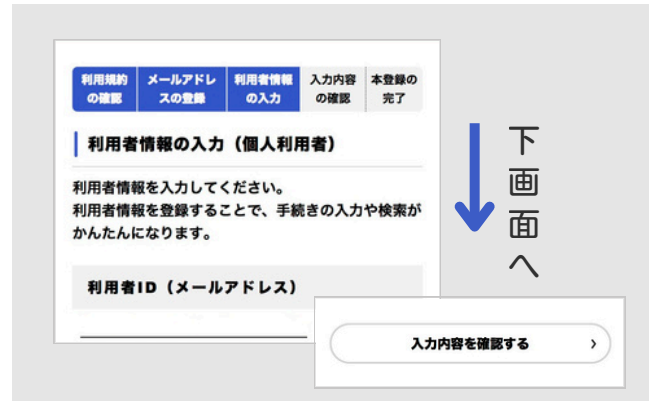 利用規約の確認
メールアドレスの登録
利用者情報の入力
入力内容の確認
本登録の完了
利用者情報の入力（個人利用者）
利用者情報を入力してください。
利用者情報を登録することで、手続きの入力や検索が
かんたんになります。
利用者ID（メールアドレス）
下画面へ
入力内容を確認する